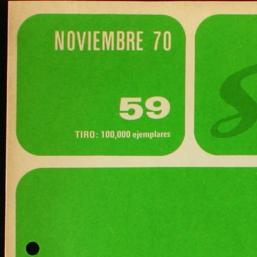 NOVIEMBRE 70
59
TIRO: 100,000 ejemplares